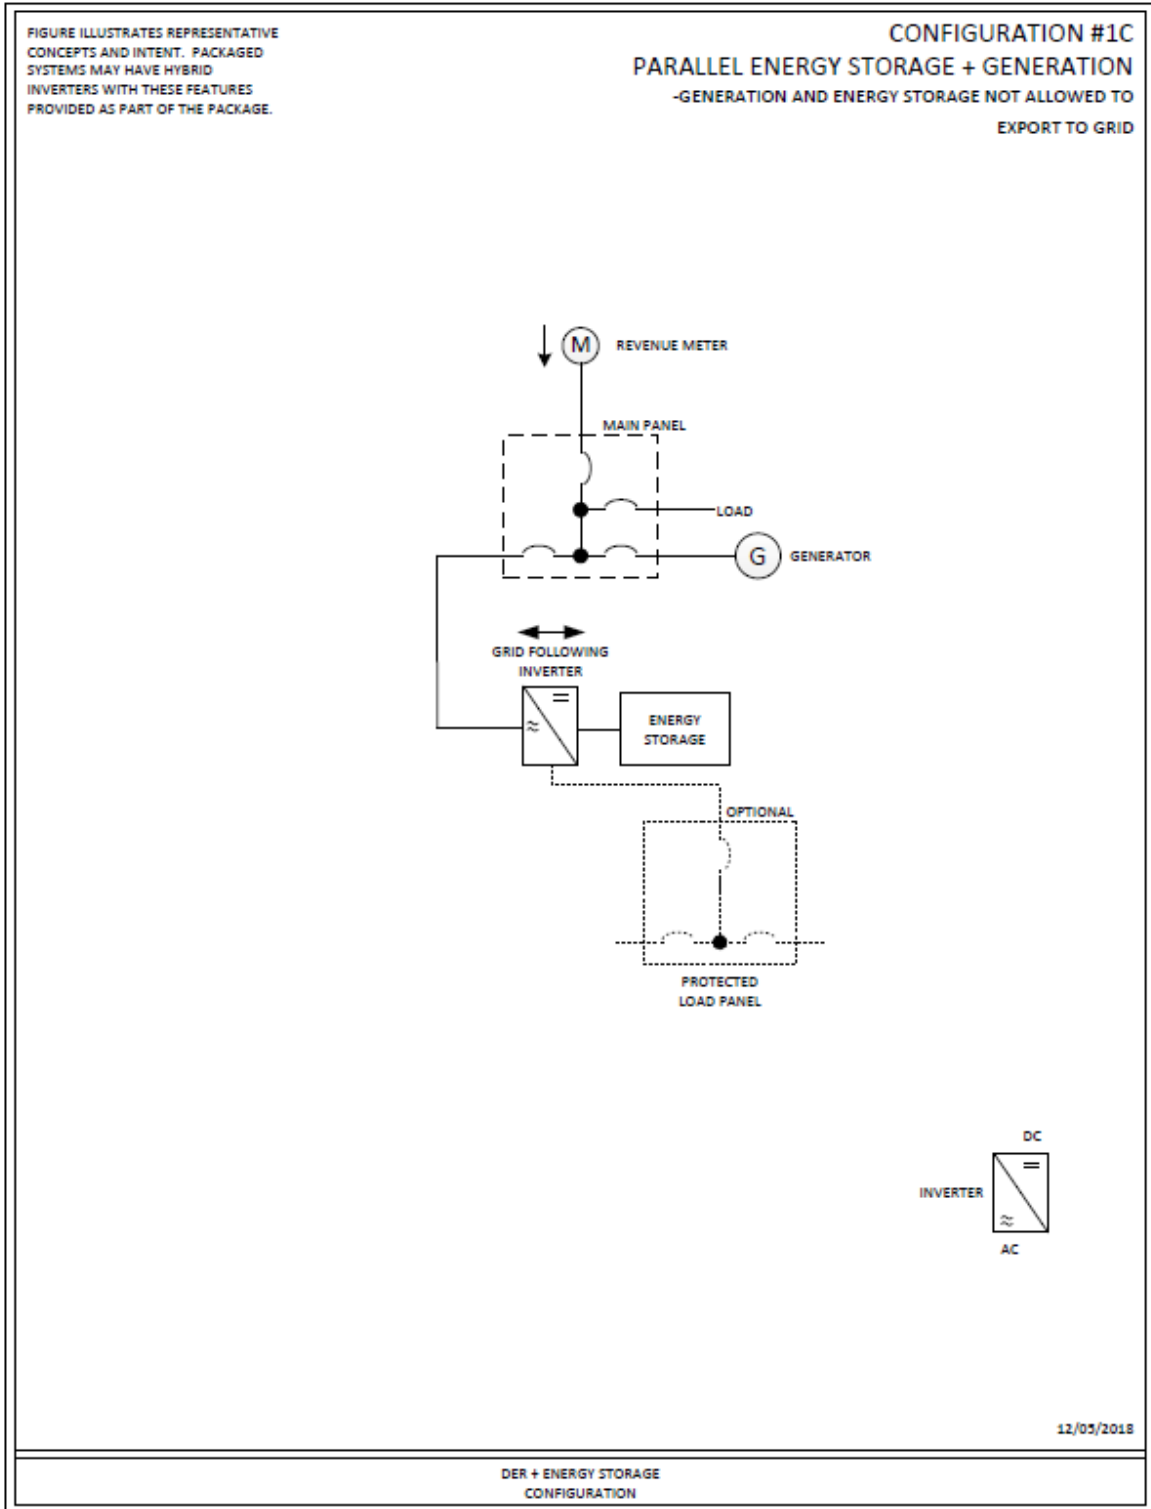 FIGURE ILLUSTRATES REPRESENTATIVE
CONCEPTS AND INTENT. PACKAGED
SYSTEMS MAY HAVE HYBRID
INVERTERS WITH THESE FEATURES
PROVIDED AS PART OF THE PACKAGE.
CONFIGURATION #1C
PARALLEL ENERGY STORAGE + GENERATION
-GENERATION AND ENERGY STORAGE NOT ALLOWED TO
EXPORT TO GRID
M
REVENUE METER
MAIN PANEL
LOAD
G
GENERATOR
GRID FOLLOWING
INVERTER
ENERGY
STORAGE
OPTIONAL
PROTECTED
LOAD PANEL
DC
INVERTER
AC
12/05/2018
DER + ENERGY STORAGE
CONFIGURATION